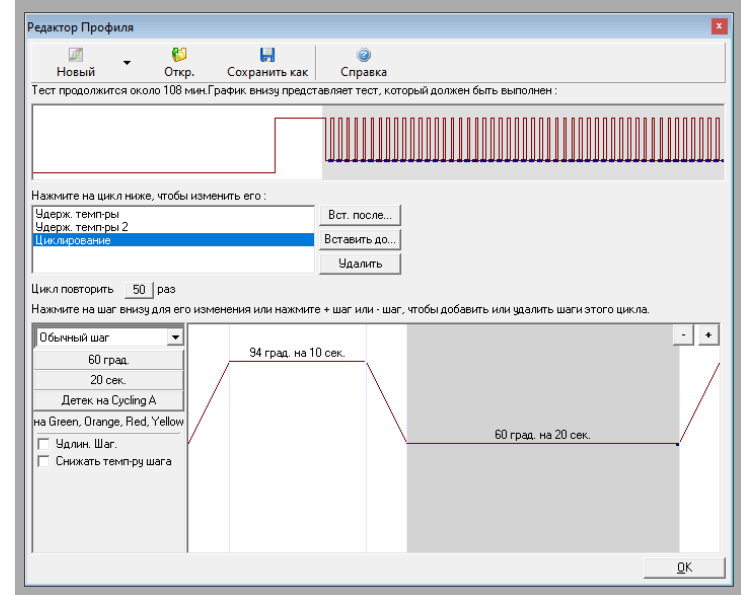 Редактор Профиля
Новый Откр. Сохранить как Справка
Тест продолжится около 108 мин.График внизу представляет тест, который должен быть выполнен :
Нажмите на цикл ниже, чтобы изменить его :
Удерж. темп-ры
Удерж. темп-ры 2
Циклирование
Вст. после...
Вставить до...
Удалить
Цикл повторить 50 раз
Нажмите на шаг внизу для его изменения или нажмите + шаг или - шаг, чтобы добавить или удалить шаги этого цикла.
Обычный шаг
60 град.
20 сек.
Детек на Cycling A
на Green, Orange, Red, Yellow
Удлин. Шаг.
Снижать темп-ру шага
- +
94 град. на 10 сек.
60 град. на 20 сек.
OK